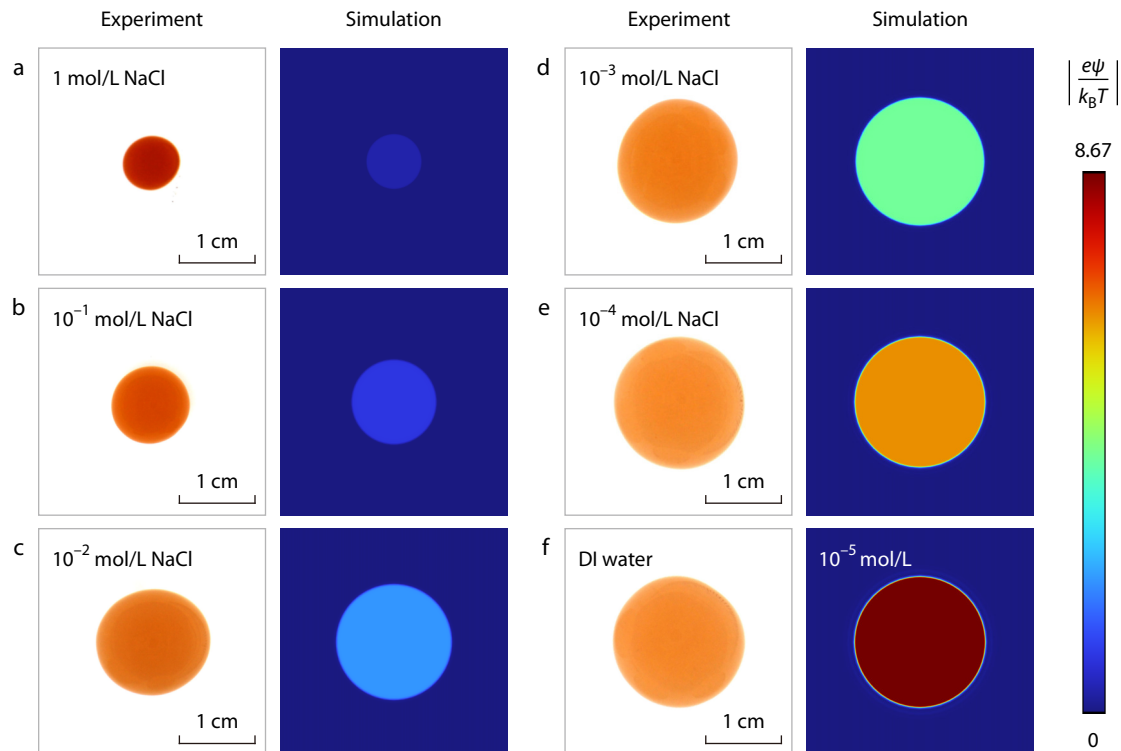 Experiment
Simulation
Experiment
Simulation
a
1 mol/L NaCl
1 cm
b
10⁻¹ mol/L NaCl
1 cm
c
10⁻² mol/L NaCl
1 cm
d
10⁻³ mol/L NaCl
1 cm
e
10⁻⁴ mol/L NaCl
1 cm
f
DI water
1 cm
10⁻⁵ mol/L
|eψ/k_BT|
8.67
0